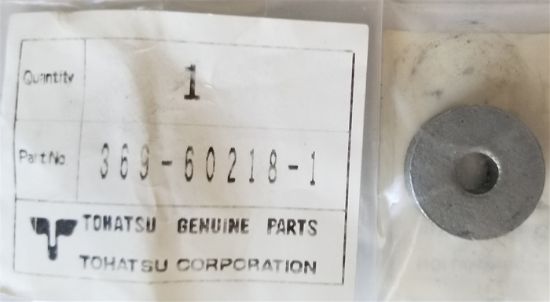 Quantity 1
Part No. 369-60218-1
TOHATSU GENUINE PARTS
TOHATSU CORPORATION